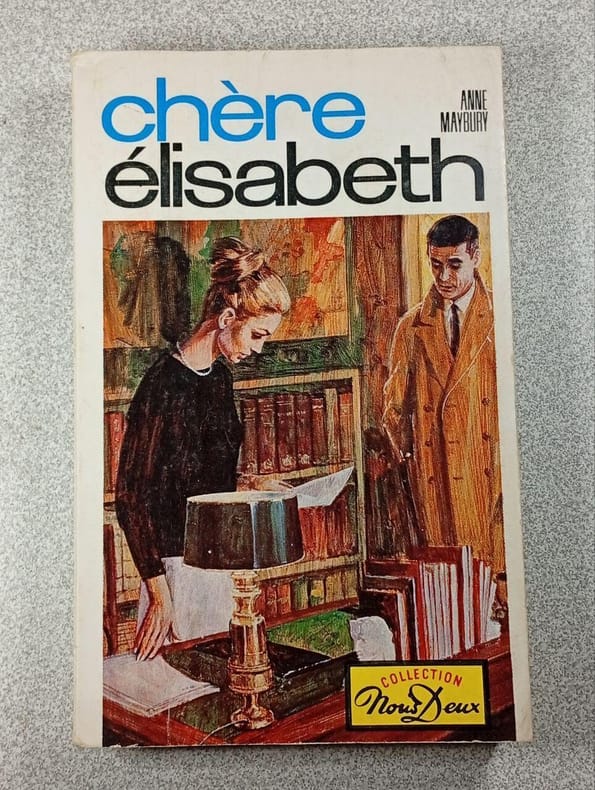 chère
ANNE
MAYBURY
élisabeth
COLLECTION
Nous Deux